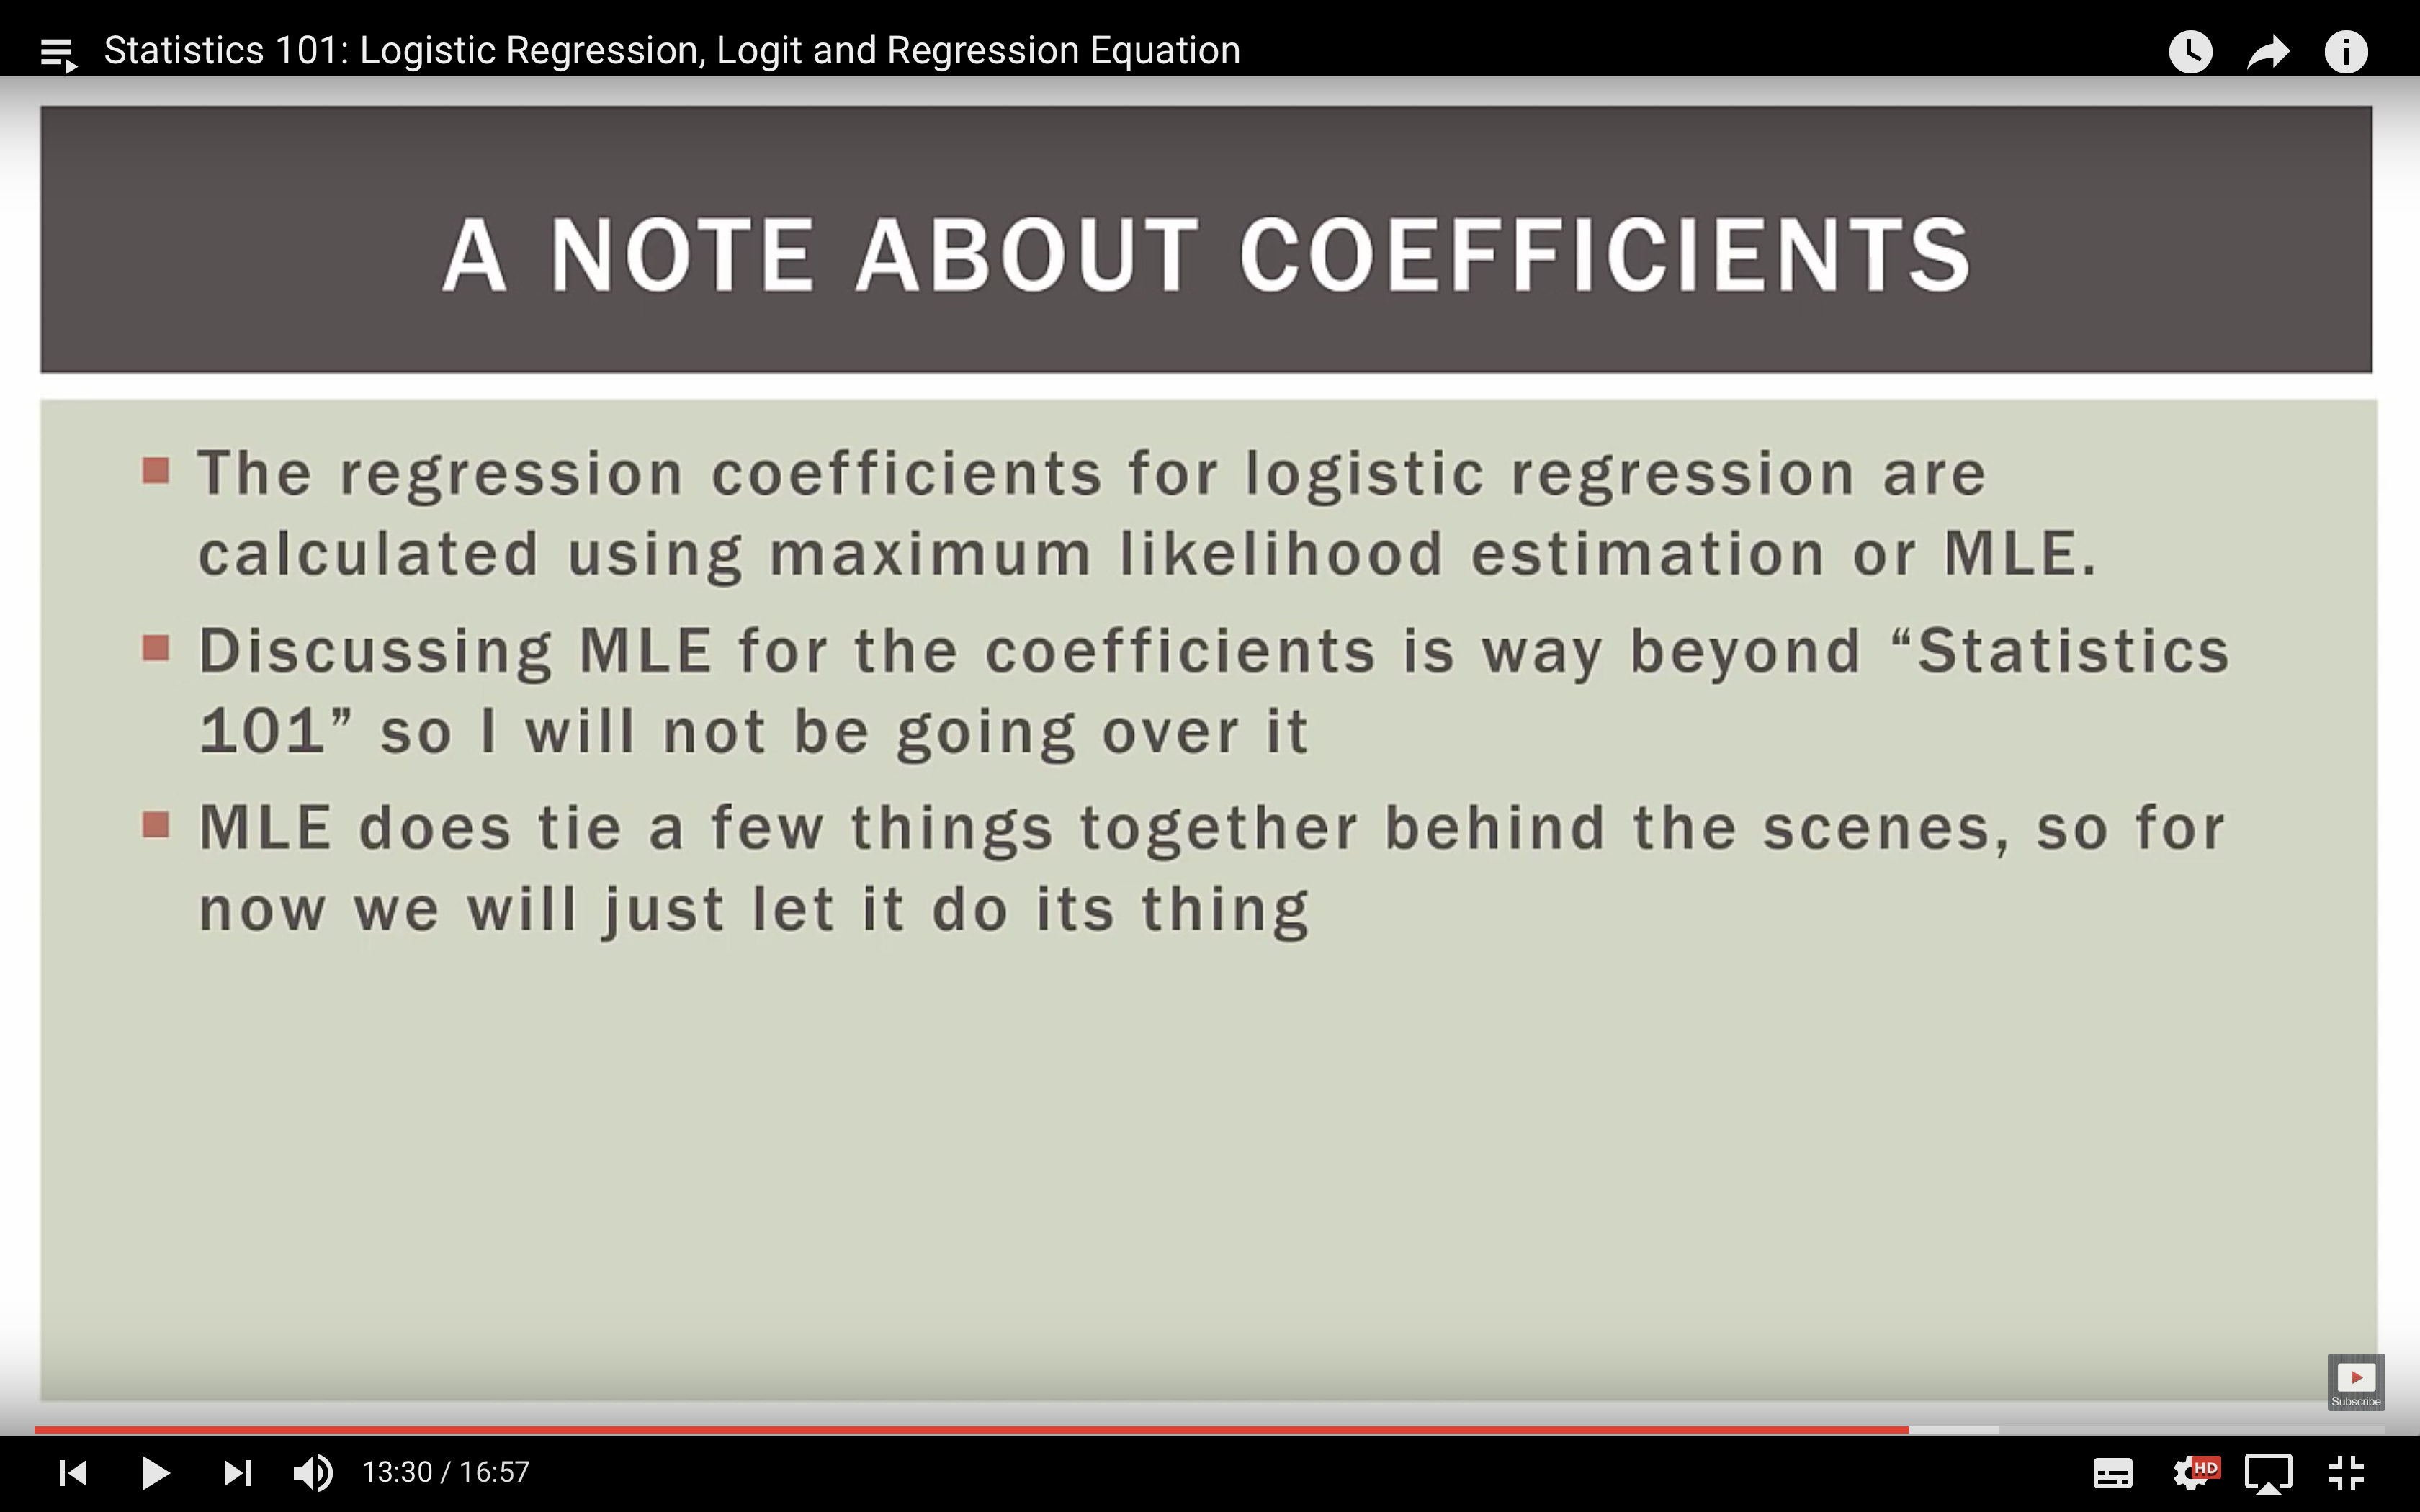 Statistics 101: Logistic Regression, Logit and Regression Equation
A NOTE ABOUT COEFFICIENTS
The regression coefficients for logistic regression are
calculated using maximum likelihood estimation or MLE.
Discussing MLE for the coefficients is way beyond “Statistics
101” so I will not be going over it
MLE does tie a few things together behind the scenes, so for
now we will just let it do its thing
Subscribe
13:30 / 16:57
HD